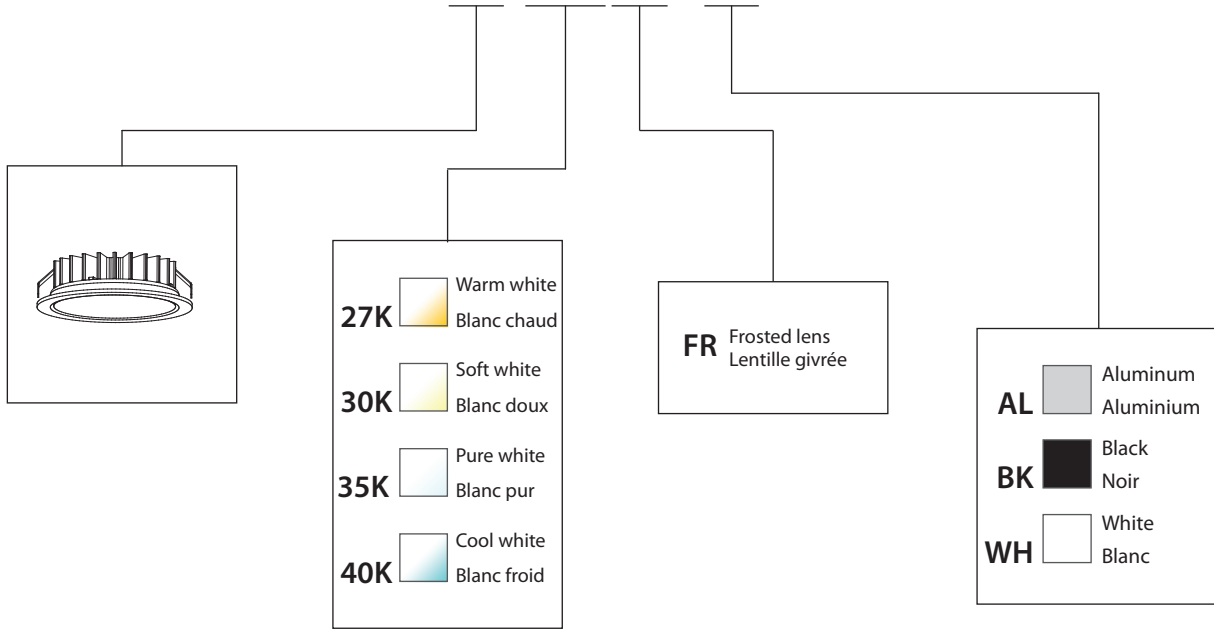 27K
Warm white
Blanc chaud
30K
Soft white
Blanc doux
35K
Pure white
Blanc pur
40K
Cool white
Blanc froid
FR
Frosted lens
Lentille givrée
AL
Aluminum
Aluminium
BK
Black
Noir
WH
White
Blanc